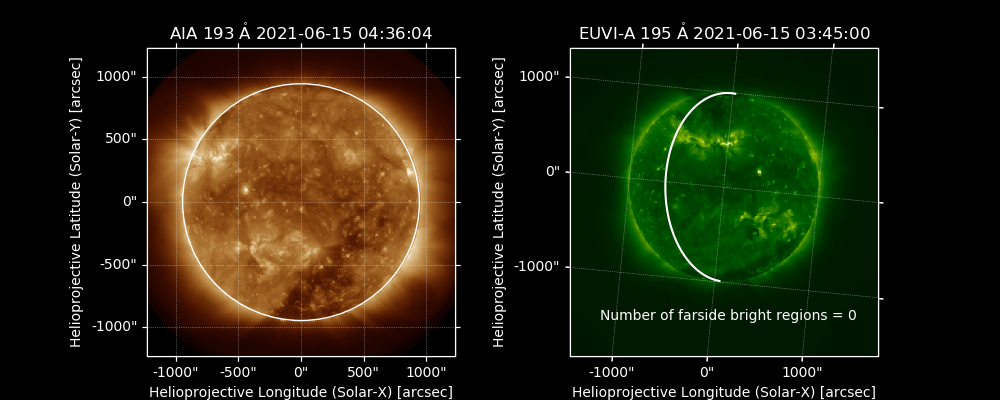 AIA 193 Å 2021-06-15 04:36:04
Helioprojective Latitude (Solar-Y) [arcsec]
1000"
500"
0"
-500"
-1000"
-1000"
-500"
0"
500"
1000"
Helioprojective Longitude (Solar-X) [arcsec]
EUVI-A 195 Å 2021-06-15 03:45:00
Helioprojective Latitude (Solar-Y) [arcsec]
1000"
0"
-1000"
Number of farside bright regions = 0
-1000"
0"
1000"
Helioprojective Longitude (Solar-X) [arcsec]